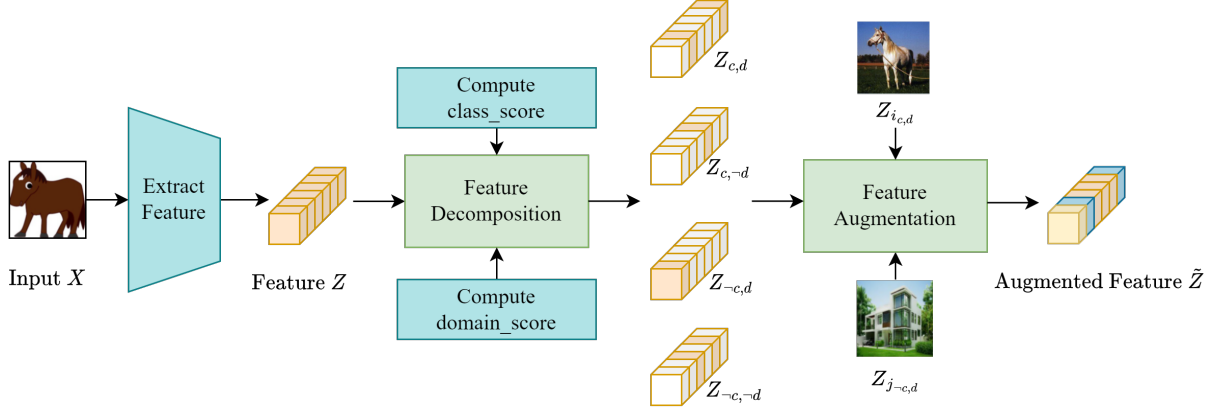 Input X
Extract
Feature
Feature Z
Compute
class_score
Feature
Decomposition
Compute
domain_score
Z_{c,d}
Z_{c,¬d}
Z_{¬c,d}
Z_{¬c,¬d}
Z_{i_{c,d}}
Feature
Augmentation
Z_{j_{¬c,d}}
Augmented Feature Z̃